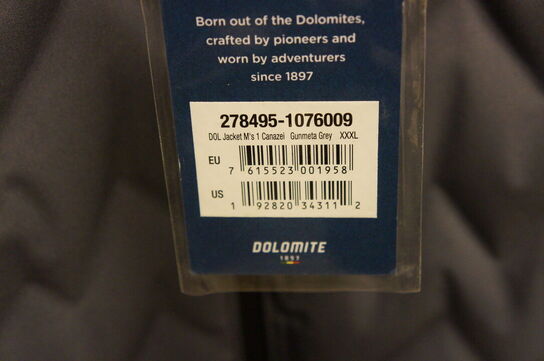 Born out of the Dolomites,
crafted by pioneers and
worn by adventurers
since 1897
278495-1076009
DOL Jacket M's 1 Canazei Gunmeta Grey XXXL
EU
7 615523 001958
US
1 92820 34311 2
DOLOMITE
1897